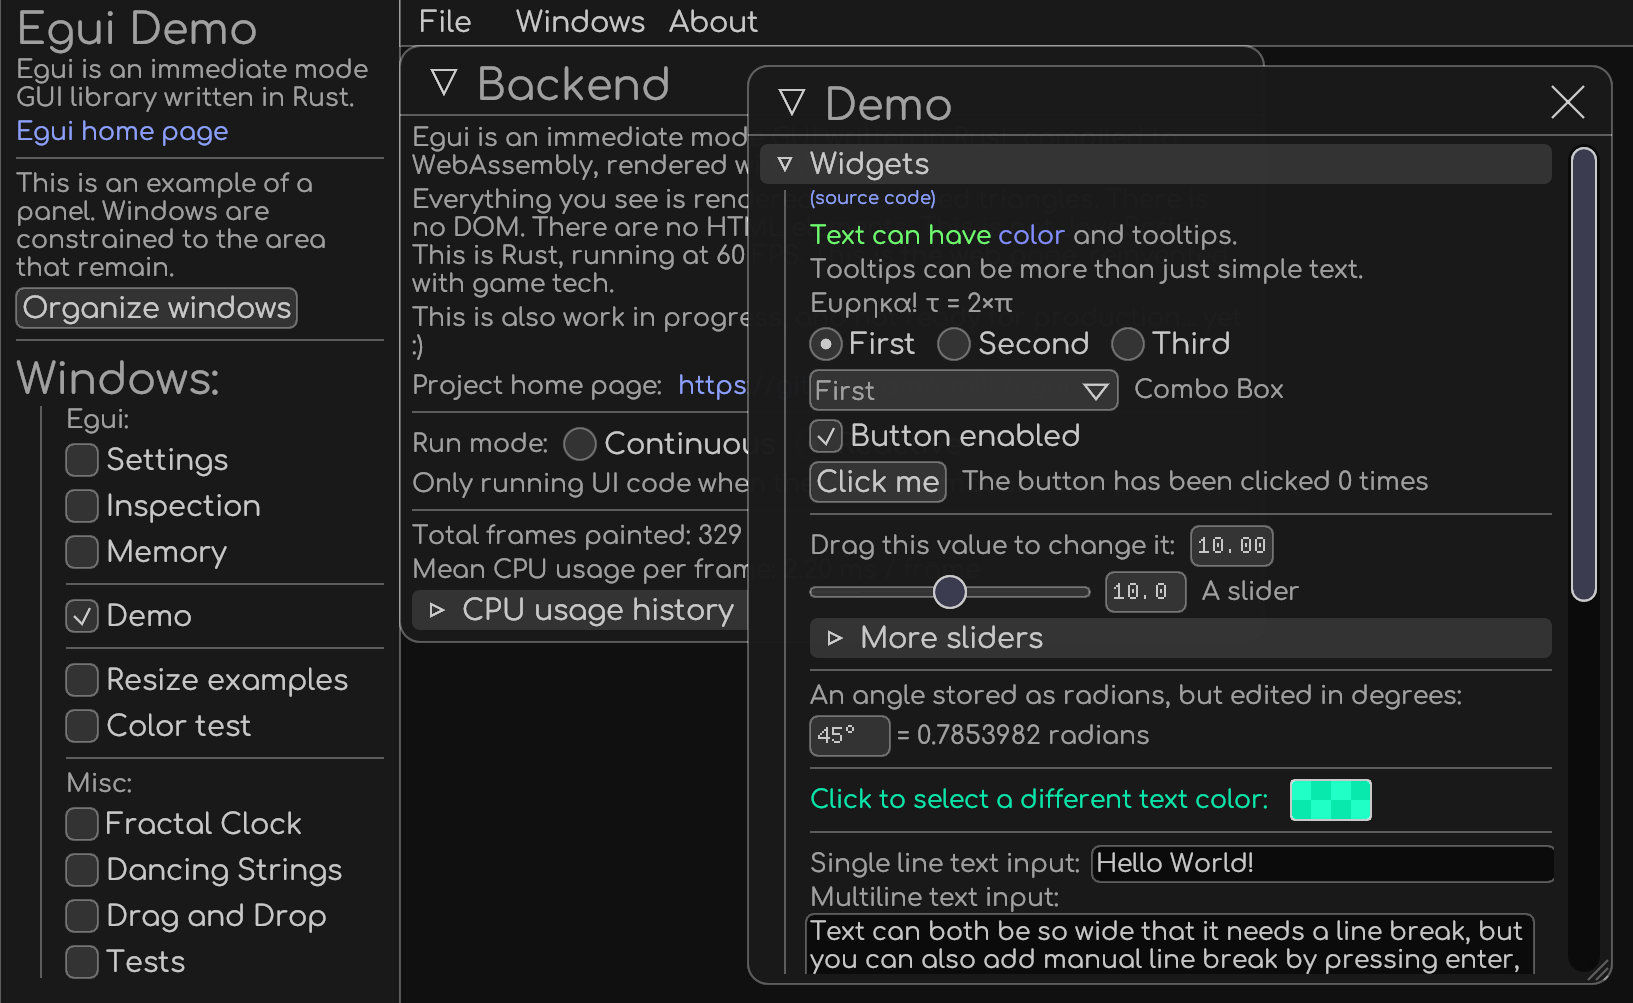 Egui Demo
Egui is an immediate mode
GUI library written in Rust.
Egui home page
This is an example of a
panel. Windows are
constrained to the area
that remain.
Organize windows
Windows:
Egui:
Settings
Inspection
Memory
Demo
Resize examples
Color test
Misc:
Fractal Clock
Dancing Strings
Drag and Drop
Tests
File Windows About
Backend
Egui is an immediate mod
WebAssembly, rendered w
Everything you see is rend
no DOM. There are no HT
This is Rust, running at 60
with game tech.
This is also work in progre
:)
Project home page: https
Run mode: Continuou
Only running UI code whe
Total frames painted: 329
Mean CPU usage per fram
CPU usage history
Demo
Widgets
(source code)
Text can have color and tooltips.
Tooltips can be more than just simple text.
Ευρηκα! τ = 2×π
First Second Third
First Combo Box
Button enabled
Click me The button has been clicked 0 times
Drag this value to change it: 10.00
10.0 A slider
More sliders
An angle stored as radians, but edited in degrees:
45° = 0.7853982 radians
Click to select a different text color:
Single line text input: Hello World!
Multiline text input:
Text can both be so wide that it needs a line break, but
you can also add manual line break by pressing enter,